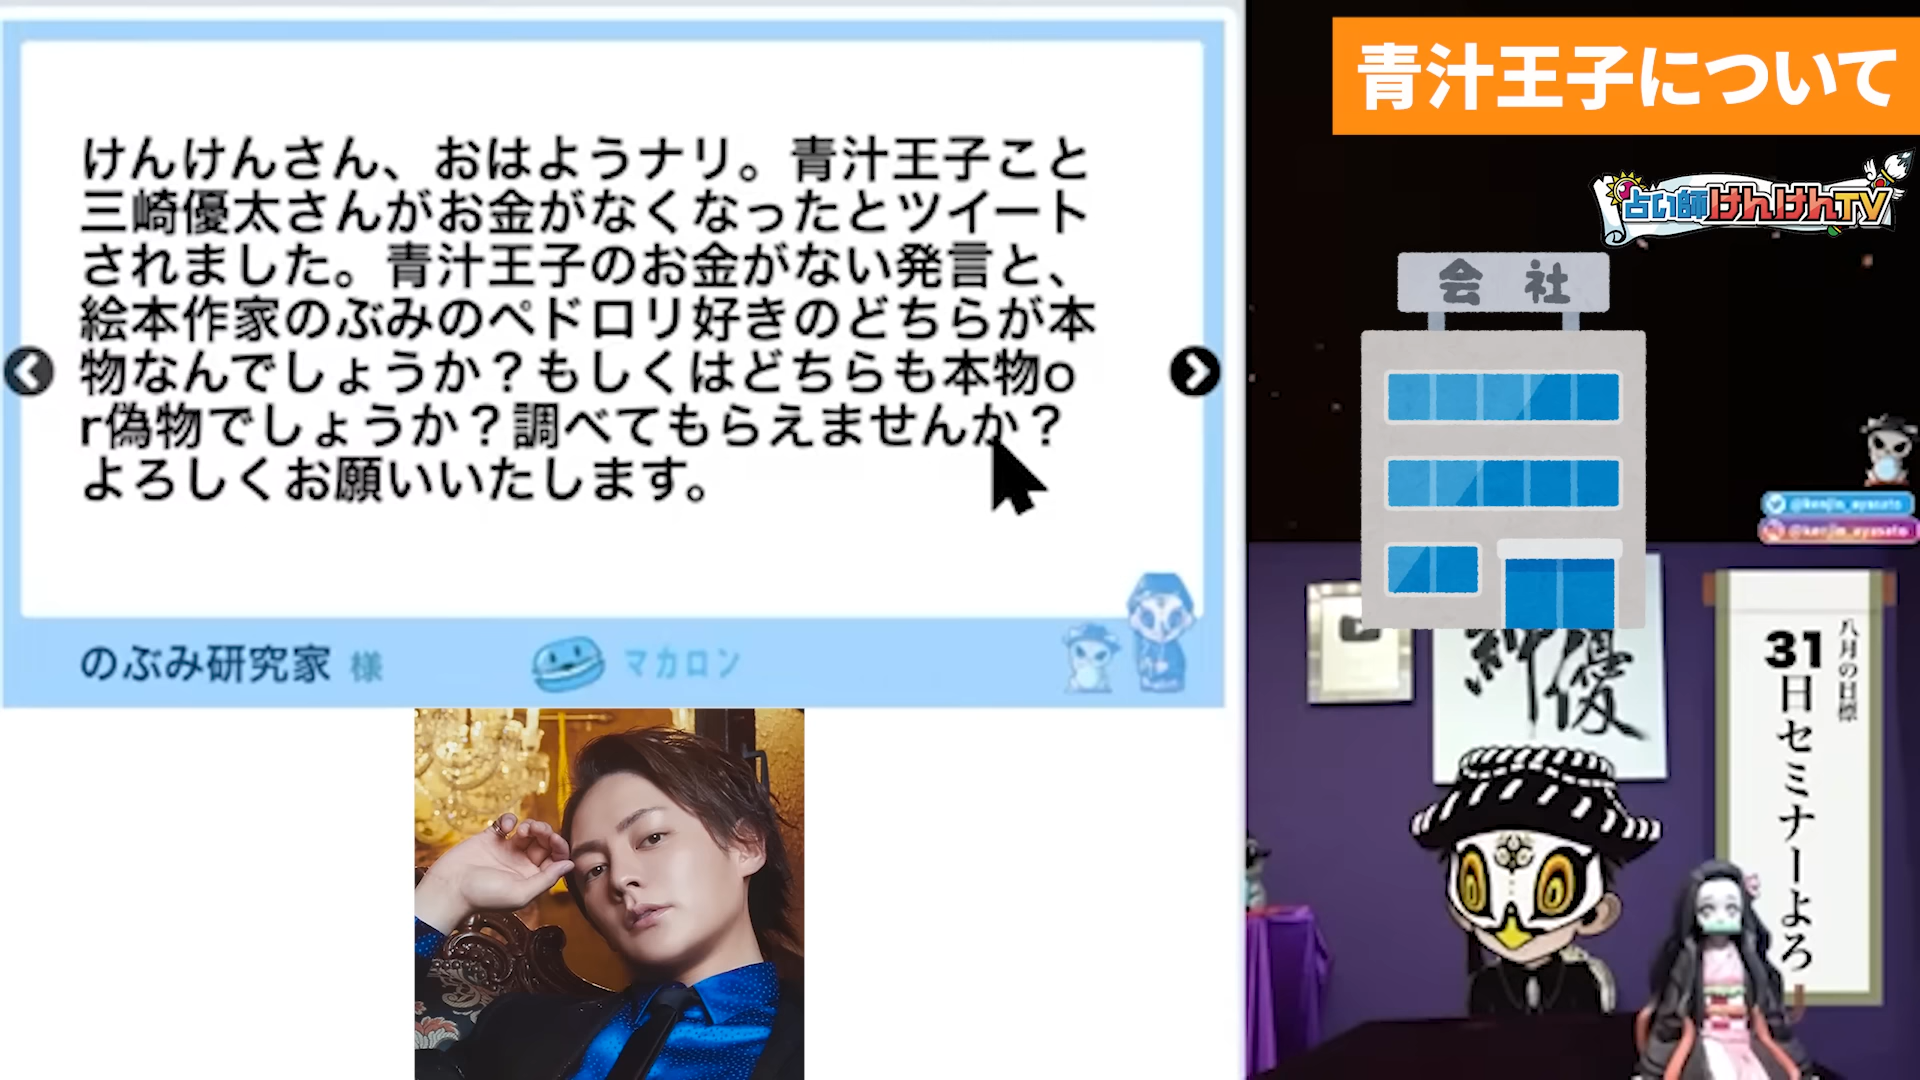 けんけんさん、おはようナリ。青汁王子こと
三崎優太さんがお金がなくなったとツイート
されました。青汁王子のお金がない発言と、
絵本作家のぶみのペドロリ好きのどちらが本
物なんでしょうか？もしくはどちらも本物o
r偽物でしょうか？調べてもらえませんか？
よろしくお願いいたします。
のぶみ研究家 様
マカロン
青汁王子について
占い師けんけんTV
会 社
@kenjin_ayasato
@kenjin_ayasato
八月の目標
31日セミナーよろ